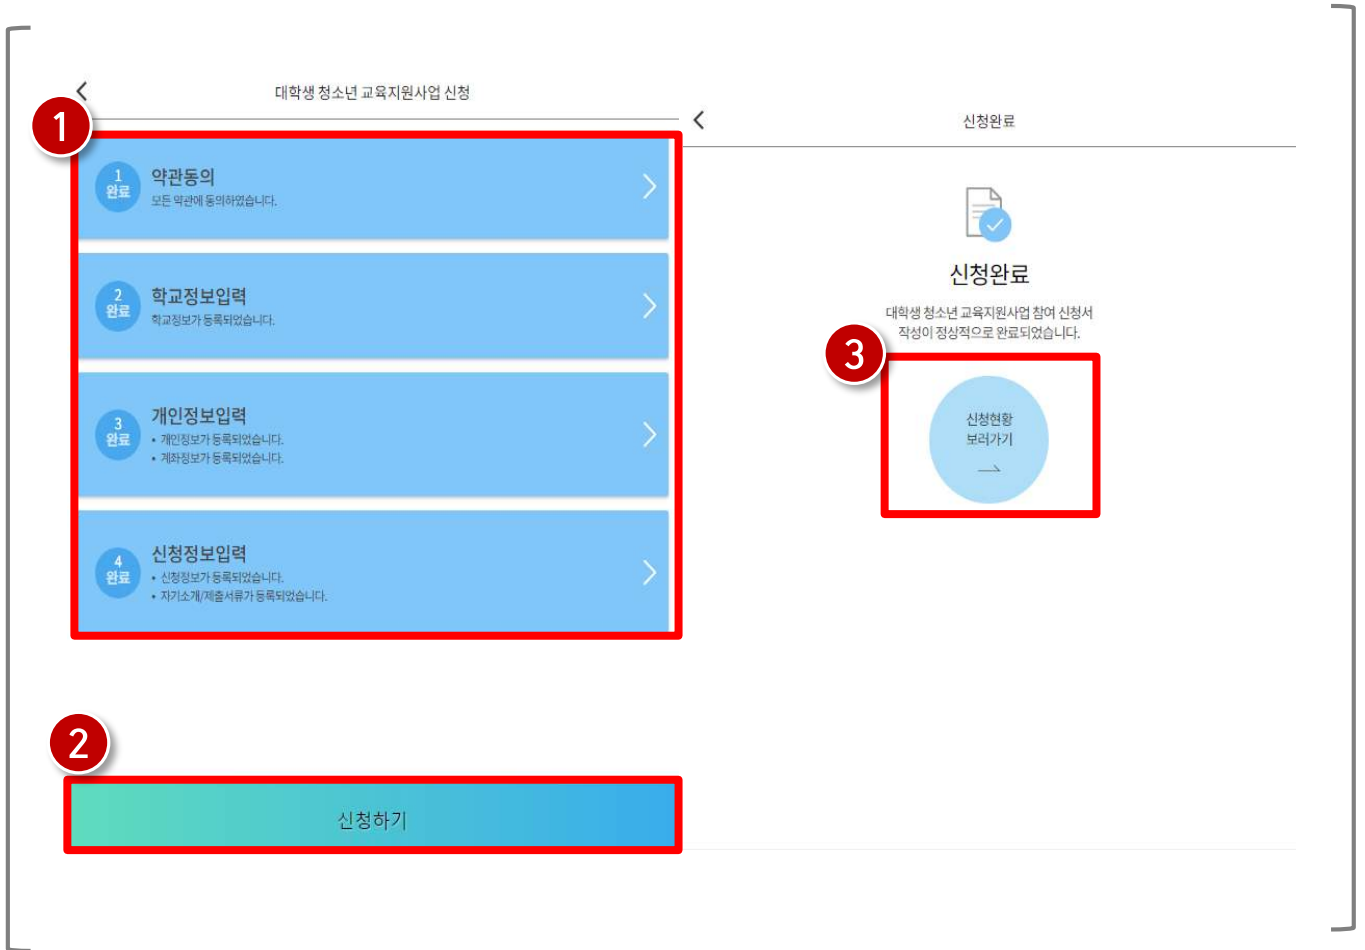 대학생 청소년 교육지원사업 신청
1
1
완료
약관동의
모든 약관에 동의하였습니다.
2
완료
학교정보입력
학교정보가 등록되었습니다.
3
완료
개인정보입력
• 개인정보가 등록되었습니다.
• 계좌정보가 등록되었습니다.
4
완료
신청정보입력
• 신청정보가 등록되었습니다.
• 자기소개/제출서류가 등록되었습니다.
2
신청하기
신청완료
신청완료
대학생 청소년 교육지원사업 참여 신청서
작성이 정상적으로 완료되었습니다.
3
신청현황
보러가기